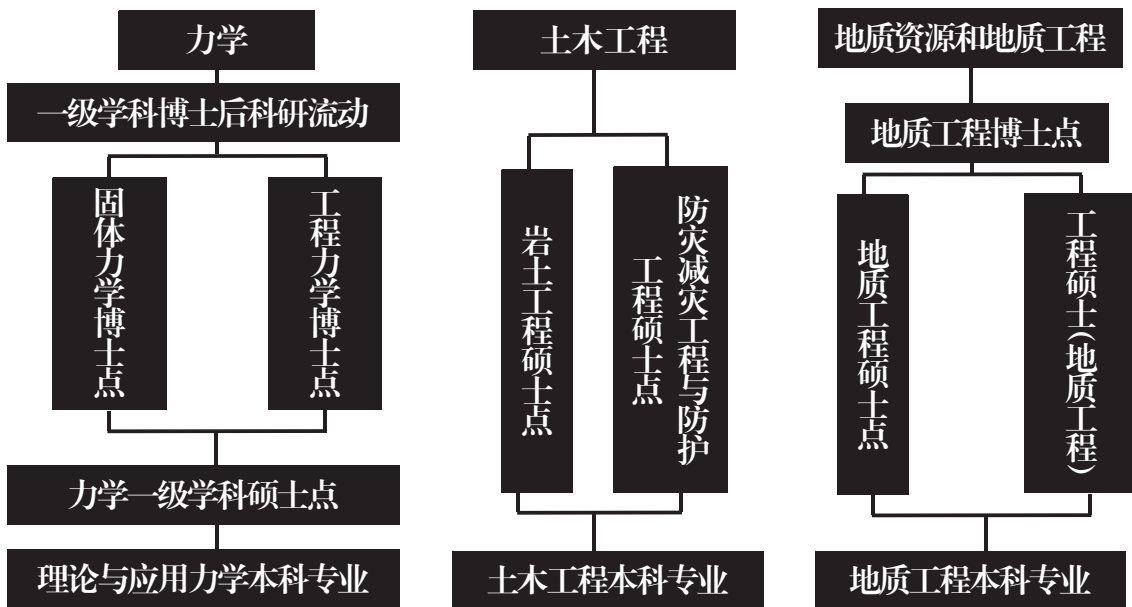 力学
一级学科博士后科研流动
固体力学博士点
工程力学博士点
力学一级学科硕士点
理论与应用力学本科专业
土木工程
岩土工程硕士点
防灾减灾工程与防护
工程硕士点
土木工程本科专业
地质资源和地质工程
地质工程博士点
地质工程硕士点
工程硕士(地质工程)
地质工程本科专业